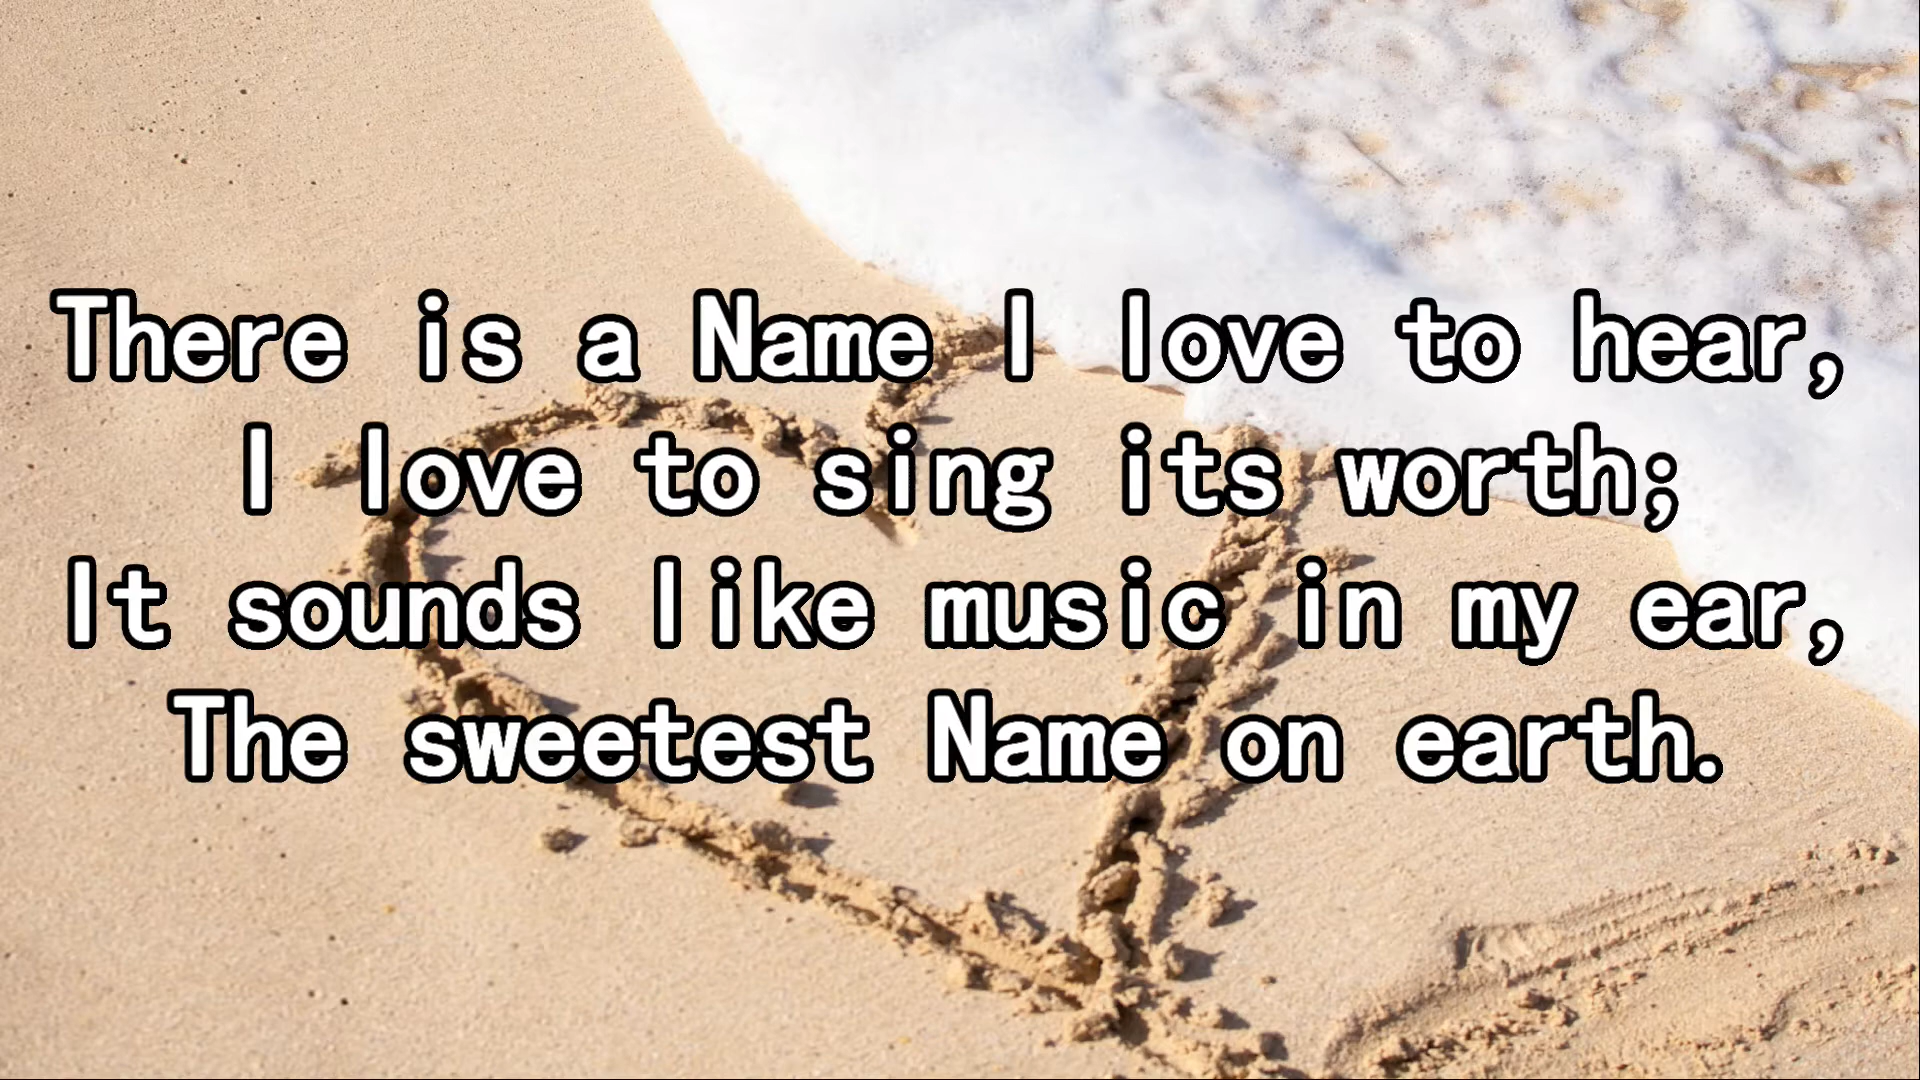 There is a Name I love to hear,
I love to sing its worth;
It sounds like music in my ear,
The sweetest Name on earth.